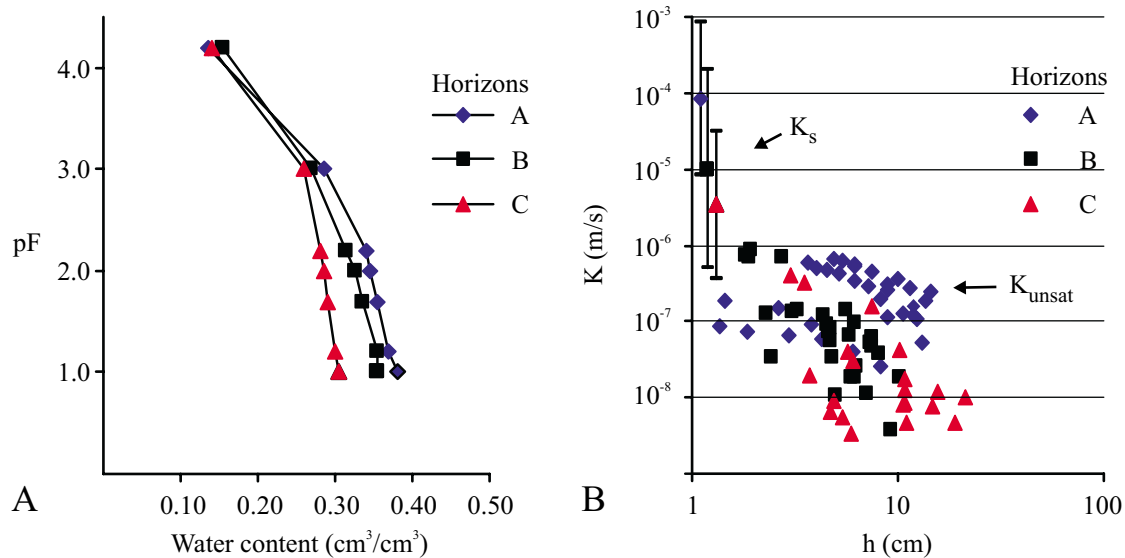 4.0
3.0
2.0
1.0
pF
0.10
0.20
0.30
0.40
0.50
Water content (cm³/cm³)
Horizons
A
B
C
A
10⁻³
10⁻⁴
10⁻⁵
10⁻⁶
10⁻⁷
10⁻⁸
K (m/s)
1
10
100
h (cm)
Horizons
A
B
C
Kₛ
K_unsat
B